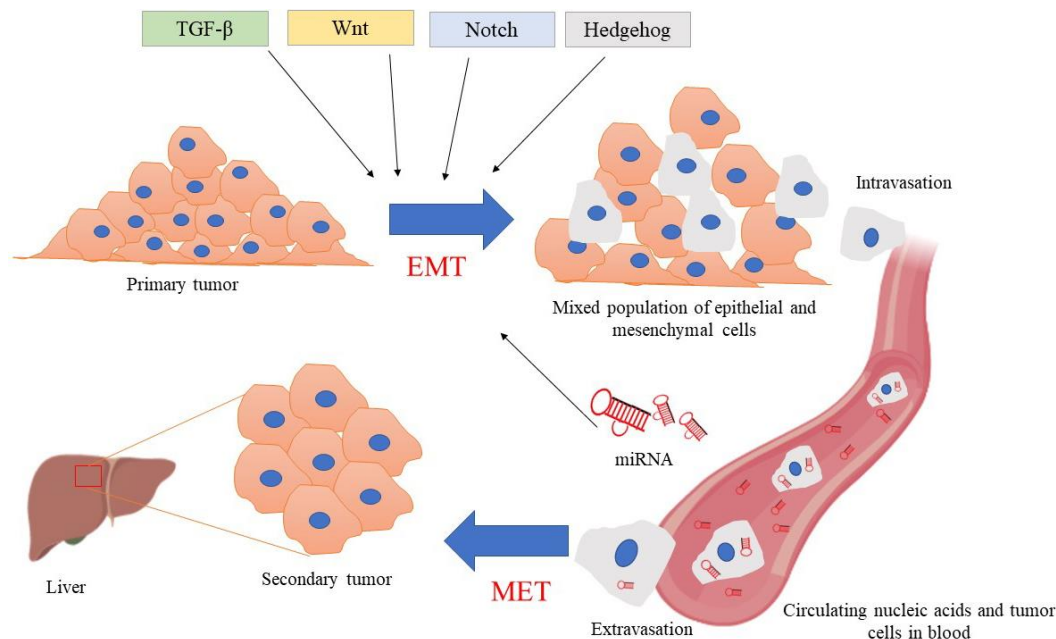 TGF-β
Wnt
Notch
Hedgehog
Intravasation
EMT
Primary tumor
Mixed population of epithelial and
mesenchymal cells
miRNA
Liver
Secondary tumor
MET
Extravasation
Circulating nucleic acids and tumor
cells in blood